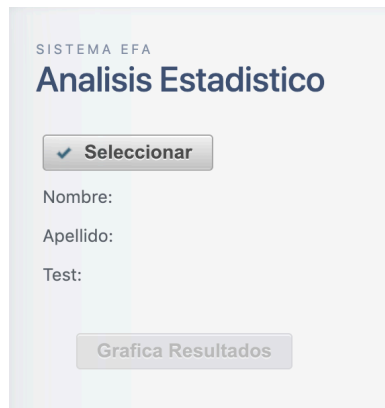 SISTEMA EFA
Analisis Estadistico
Seleccionar
Nombre:
Apellido:
Test:
Grafica Resultados